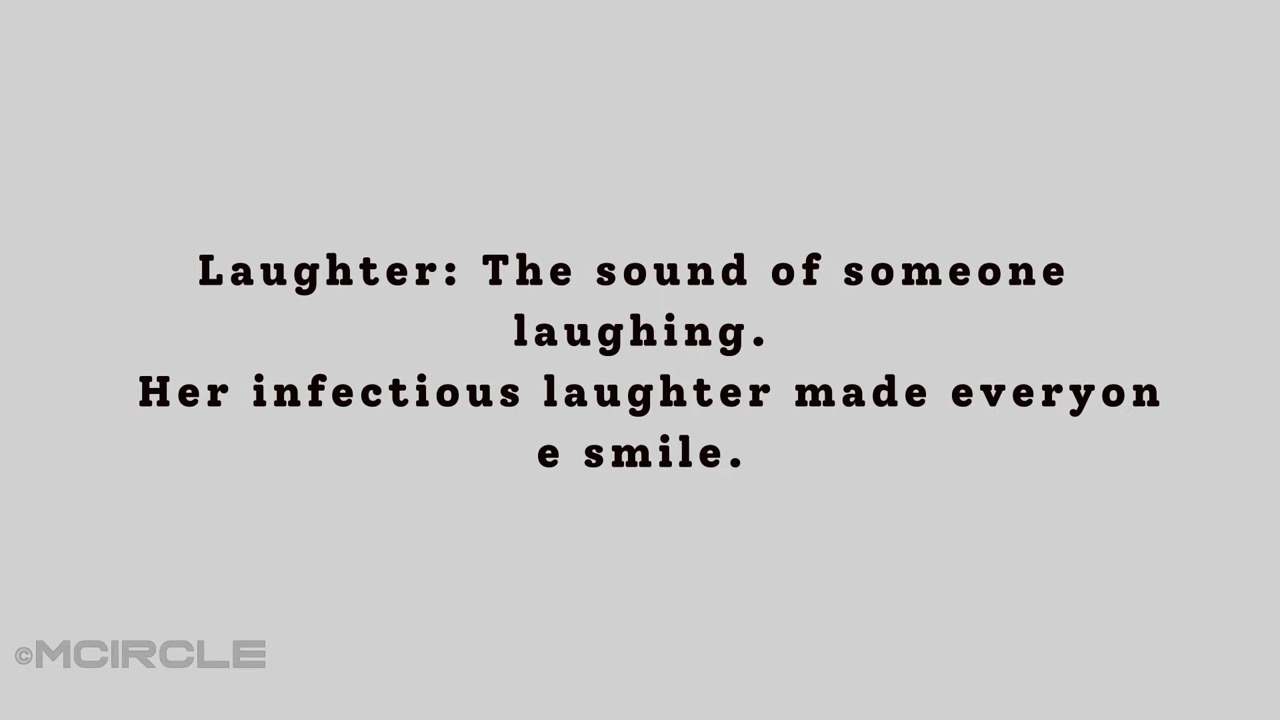 Laughter: The sound of someone
laughing.
Her infectious laughter made everyon
e smile.
©MCIRCLE